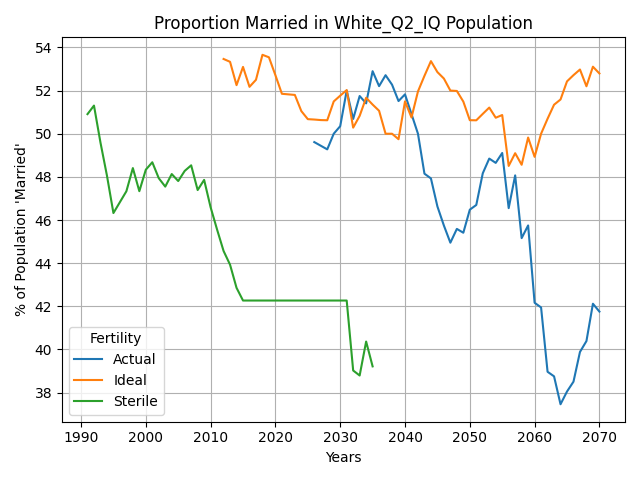 Proportion Married in White_Q2_IQ Population
% of Population 'Married'
54
52
50
48
46
44
42
40
38
Fertility
Actual
Ideal
Sterile
1990 2000 2010 2020 2030 2040 2050 2060 2070
Years